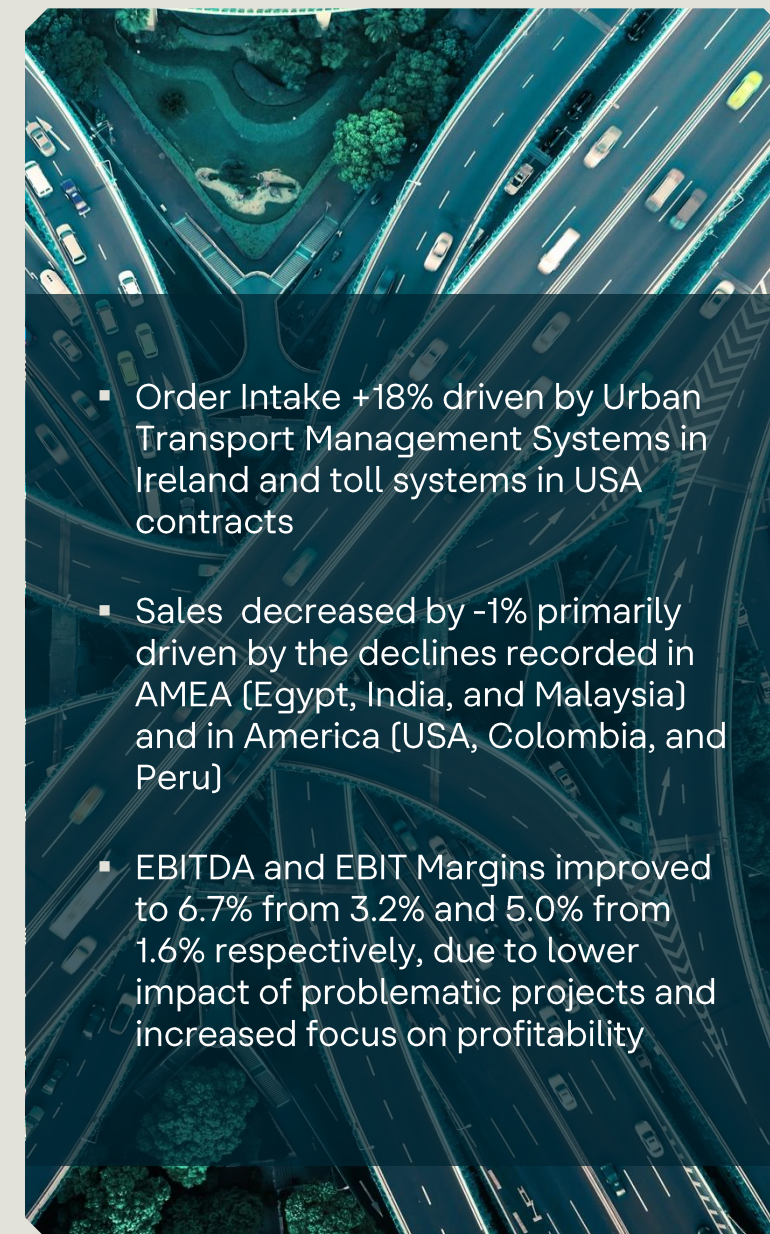 ▪ Order Intake +18% driven by Urban
Transport Management Systems in
Ireland and toll systems in USA
contracts
▪ Sales  decreased by -1% primarily
driven by the declines recorded in
AMEA (Egypt, India, and Malaysia)
and in America (USA, Colombia, and
Peru)
▪ EBITDA and EBIT Margins improved
to 6.7% from 3.2% and 5.0% from
1.6% respectively, due to lower
impact of problematic projects and
increased focus on profitability